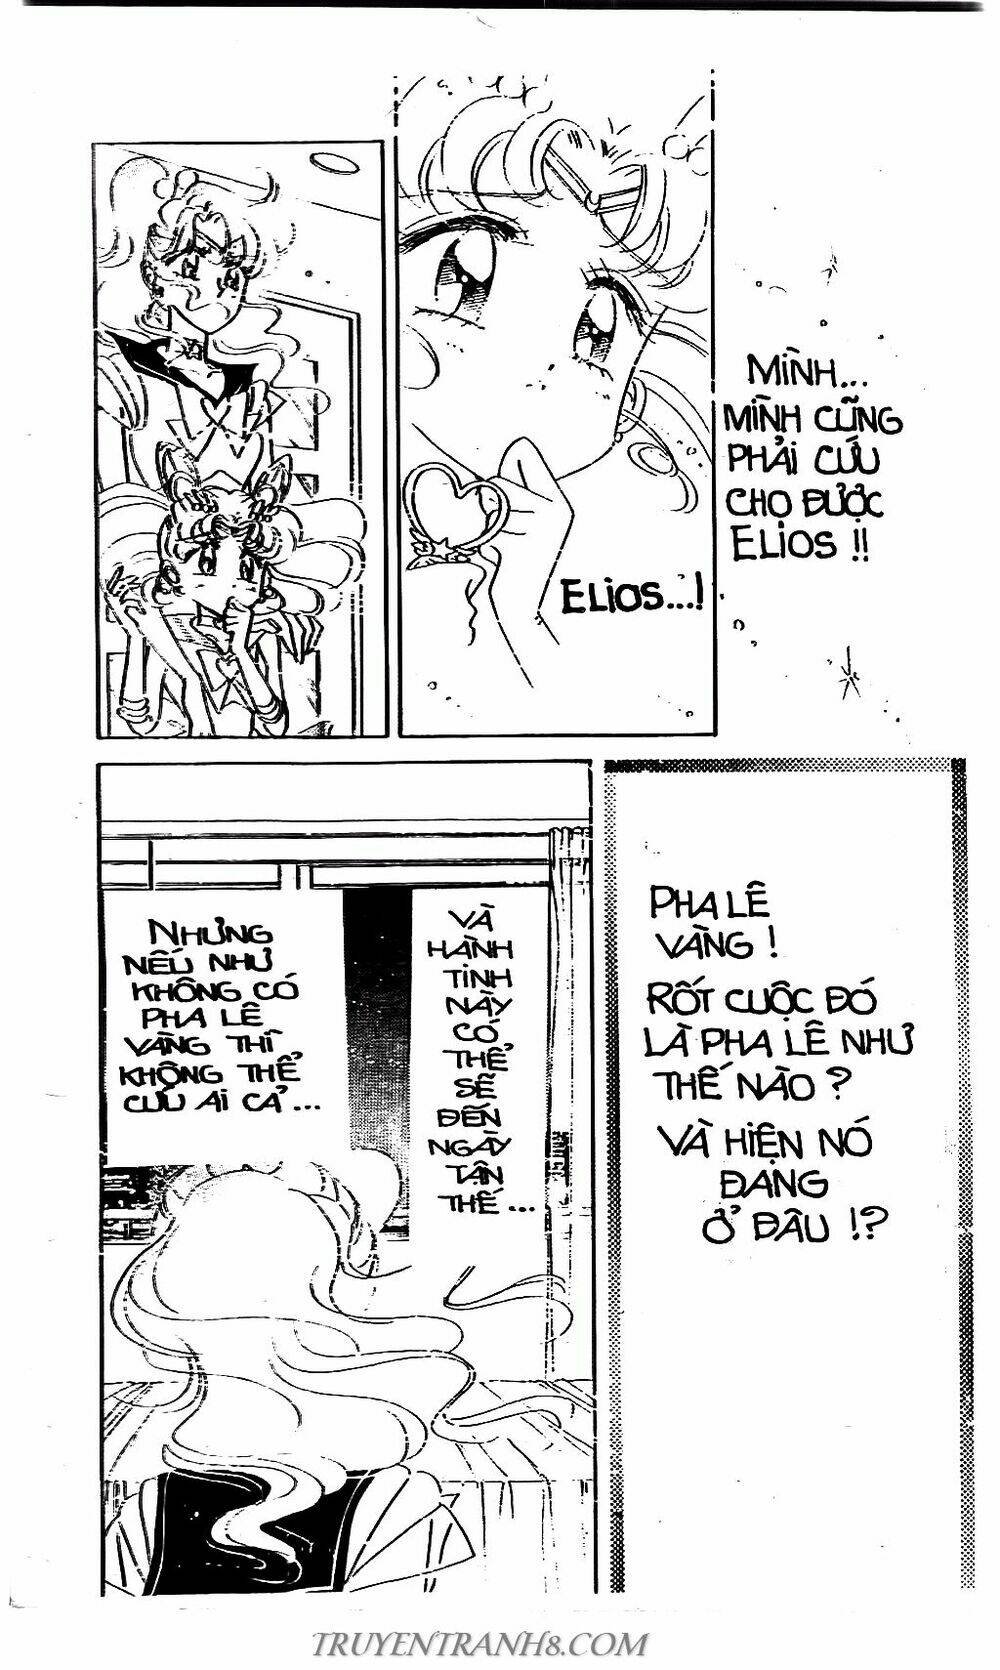 MÌNH...
MÌNH CŨNG
PHẢI CỨU
CHO ĐƯỢC
ELIOS !!
ELIOS...!
PHA LÊ
VÀNG !
RỐT CUỘC ĐÓ
LÀ PHA LÊ NHƯ
THẾ NÀO ?
VÀ HIỆN NÓ
ĐANG
Ở ĐÂU !?
NHƯNG
NẾU NHƯ
KHÔNG CÓ
PHA LÊ
VÀNG THÌ
KHÔNG THỂ
CỨU AI CẢ...
VÀ
HÀNH
TINH
NÀY
CÓ
THỂ
SẼ
ĐẾN
NGÀY
TẬN
THẾ...
TRUYENTRANH8.COM